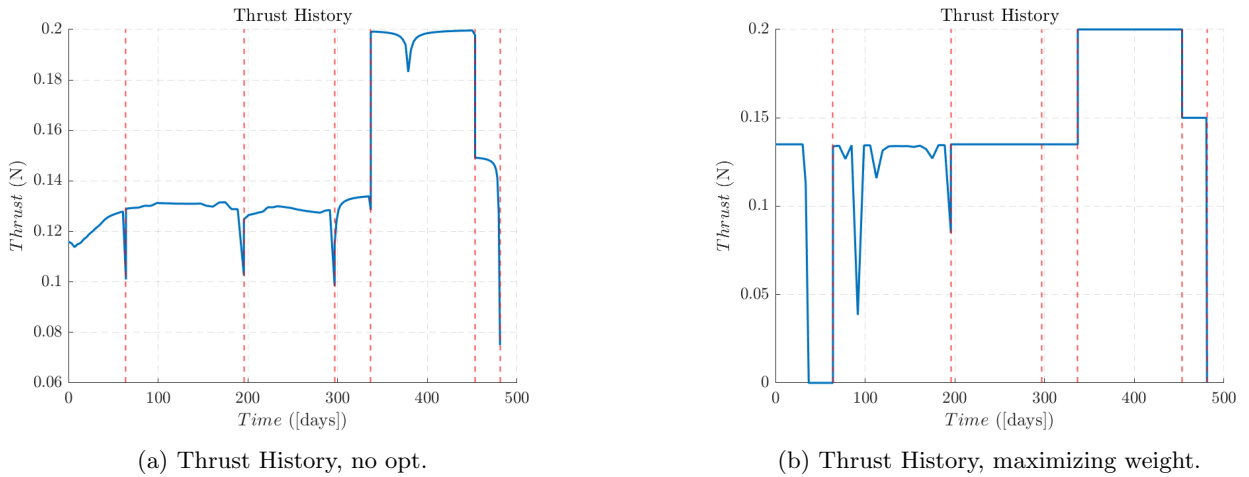 Thrust History
0.2
0.18
0.16
0.14
0.12
0.1
0.08
0.06
Thrust (N)
0 100 200 300 400 500
Time ([days])
(a) Thrust History, no opt.
Thrust History
0.2
0.15
0.1
0.05
0
Thrust (N)
0 100 200 300 400 500
Time ([days])
(b) Thrust History, maximizing weight.